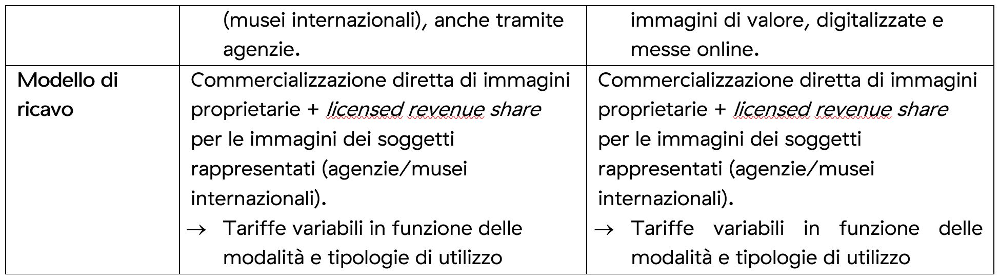 (musei internazionali), anche tramite
agenzie.
immagini di valore, digitalizzate e
messe online.
Modello di
ricavo
Commercializzazione diretta di immagini
proprietarie + licensed revenue share
per le immagini dei soggetti
rappresentati (agenzie/musei
internazionali).
→ Tariffe variabili in funzione delle
modalità e tipologie di utilizzo
Commercializzazione diretta di immagini
proprietarie + licensed revenue share
per le immagini dei soggetti
rappresentati (agenzie/musei
internazionali).
→ Tariffe variabili in funzione delle
modalità e tipologie di utilizzo